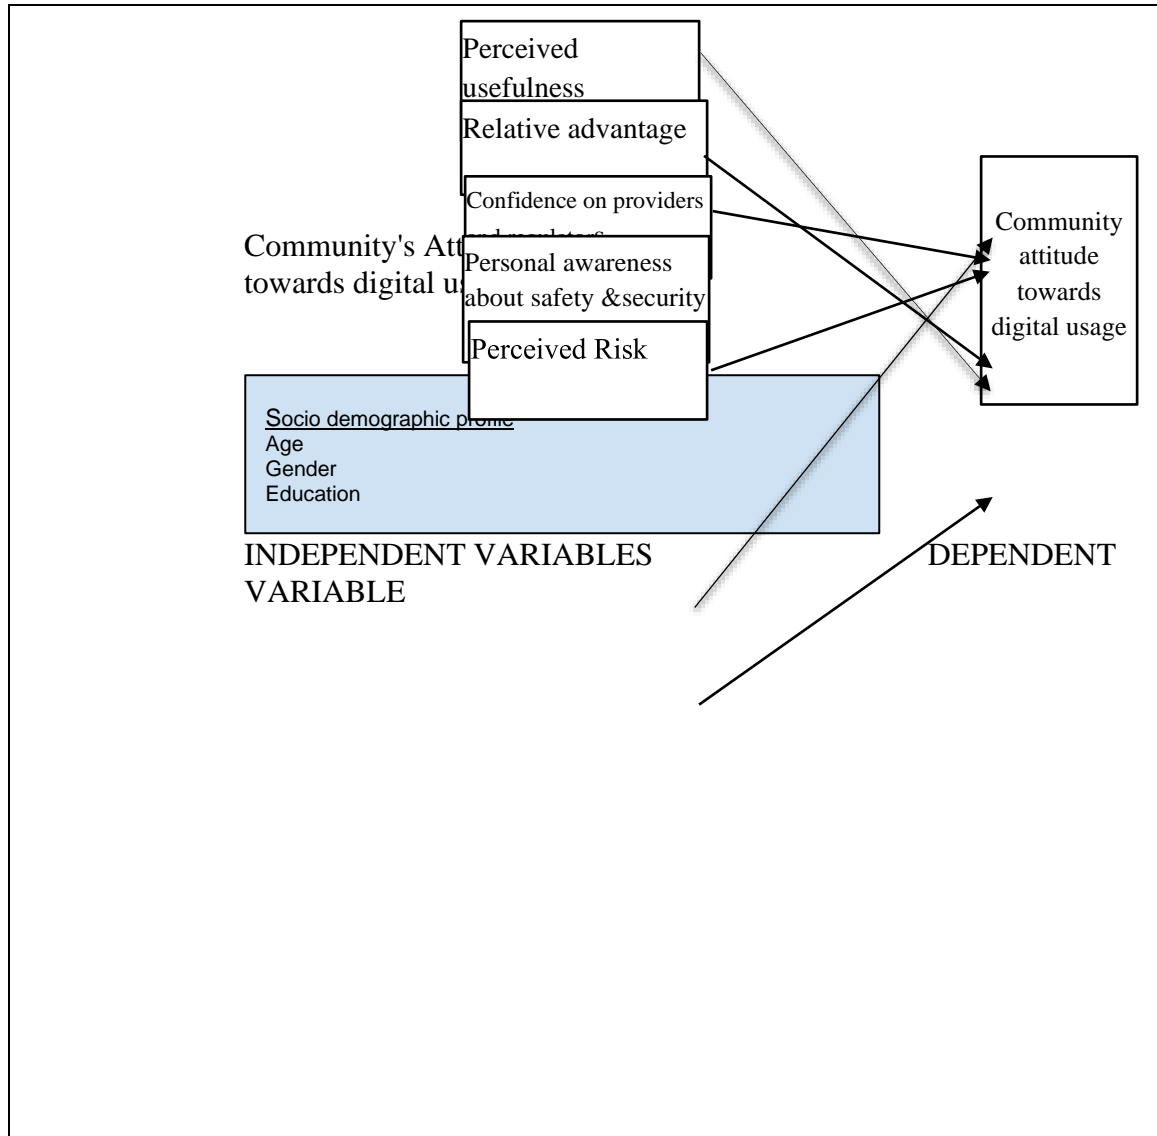 Perceived
usefulness
Relative advantage
Confidence on providers
Community's Att
towards digital us
Personal awareness
about safety &security
Perceived Risk
Community
attitude
towards
digital usage
Socio demographic profile
Age
Gender
Education
INDEPENDENT VARIABLES DEPENDENT
VARIABLE